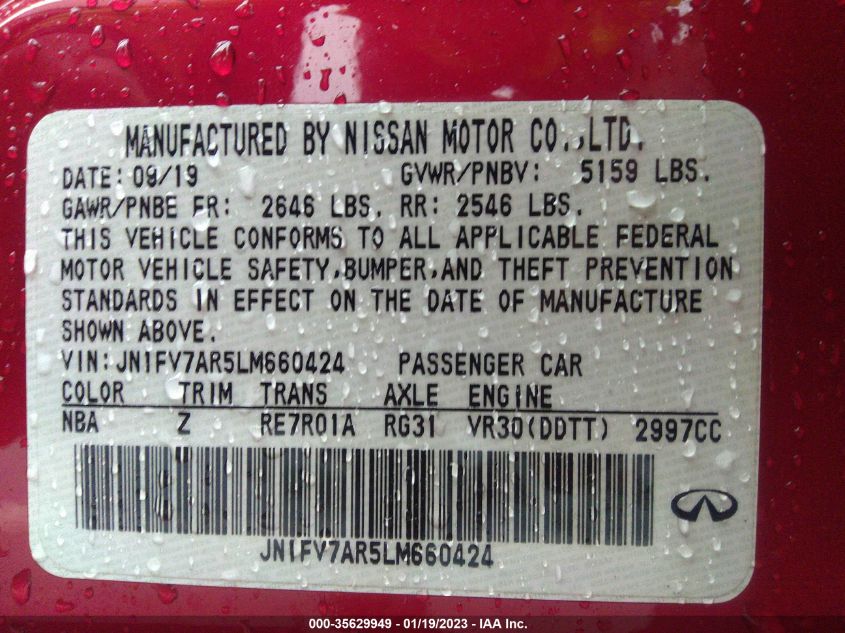 MANUFACTURED BY NISSAN MOTOR CO.,LTD.
DATE: 09/19 GVWR/PNBV: 5159 LBS.
GAWR/PNBE FR: 2646 LBS. RR: 2546 LBS.
THIS VEHICLE CONFORMS TO ALL APPLICABLE FEDERAL
MOTOR VEHICLE SAFETY,BUMPER,AND THEFT PREVENTION
STANDARDS IN EFFECT ON THE DATE OF MANUFACTURE
SHOWN ABOVE.
VIN:JN1FV7AR5LM660424 PASSENGER CAR
COLOR TRIM TRANS AXLE ENGINE
NBA Z RE7R01A RG31 VR30(DDTT) 2997CC
JN1FV7AR5LM660424
000-35629949 - 01/19/2023 - IAA Inc.